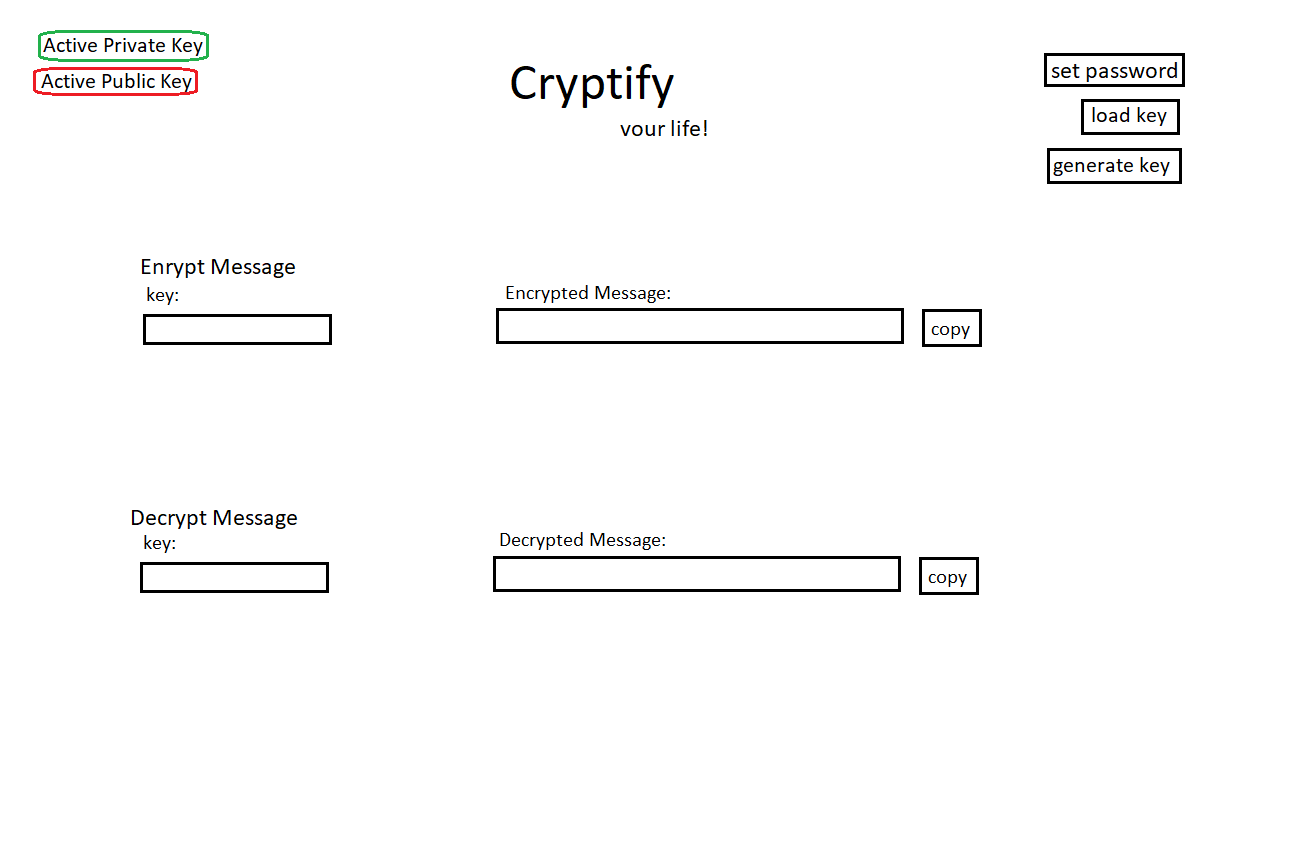 Active Private Key
Active Public Key
Cryptify
your life!
set password
load key
generate key
Enrypt Message
key:
Encrypted Message:
copy
Decrypt Message
key:
Decrypted Message:
copy